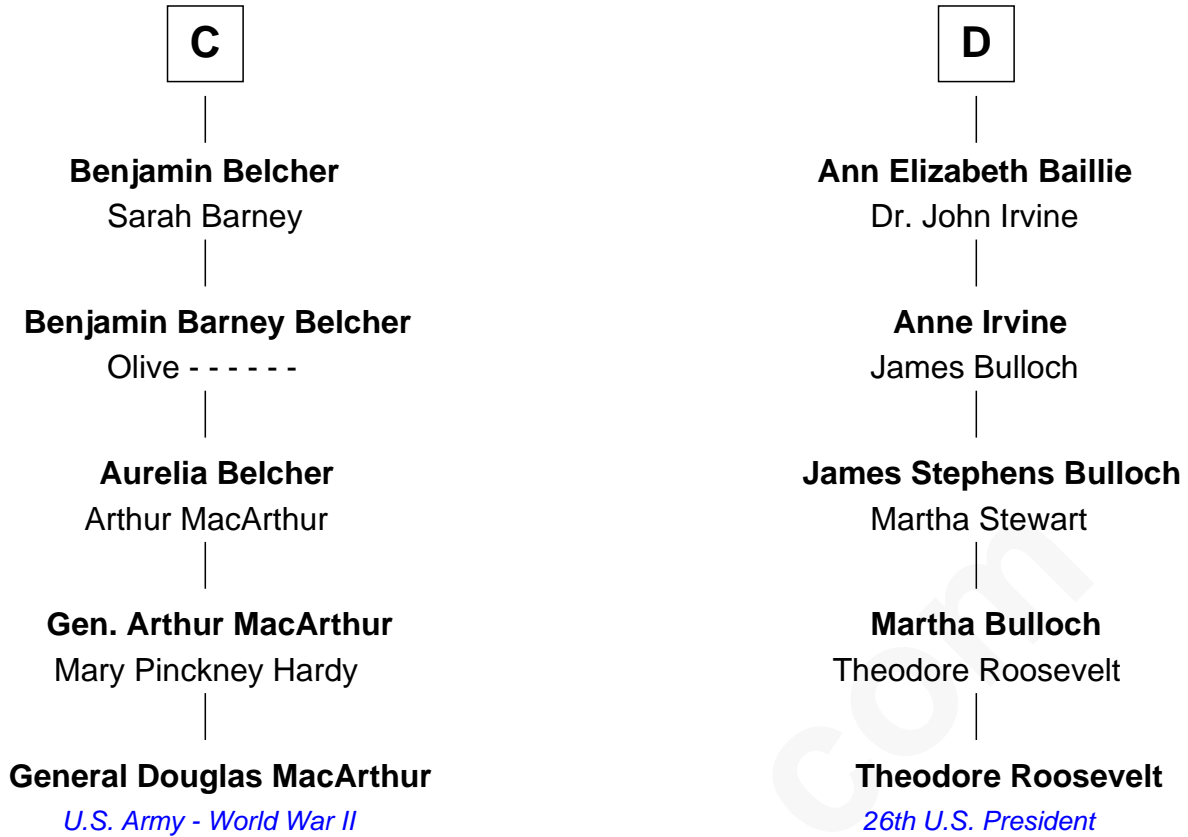 C
Benjamin Belcher
Sarah Barney
Benjamin Barney Belcher
Olive - - - - - -
Aurelia Belcher
Arthur MacArthur
Gen. Arthur MacArthur
Mary Pinckney Hardy
General Douglas MacArthur
U.S. Army - World War II
D
Ann Elizabeth Baillie
Dr. John Irvine
Anne Irvine
James Bulloch
James Stephens Bulloch
Martha Stewart
Martha Bulloch
Theodore Roosevelt
Theodore Roosevelt
26th U.S. President
com